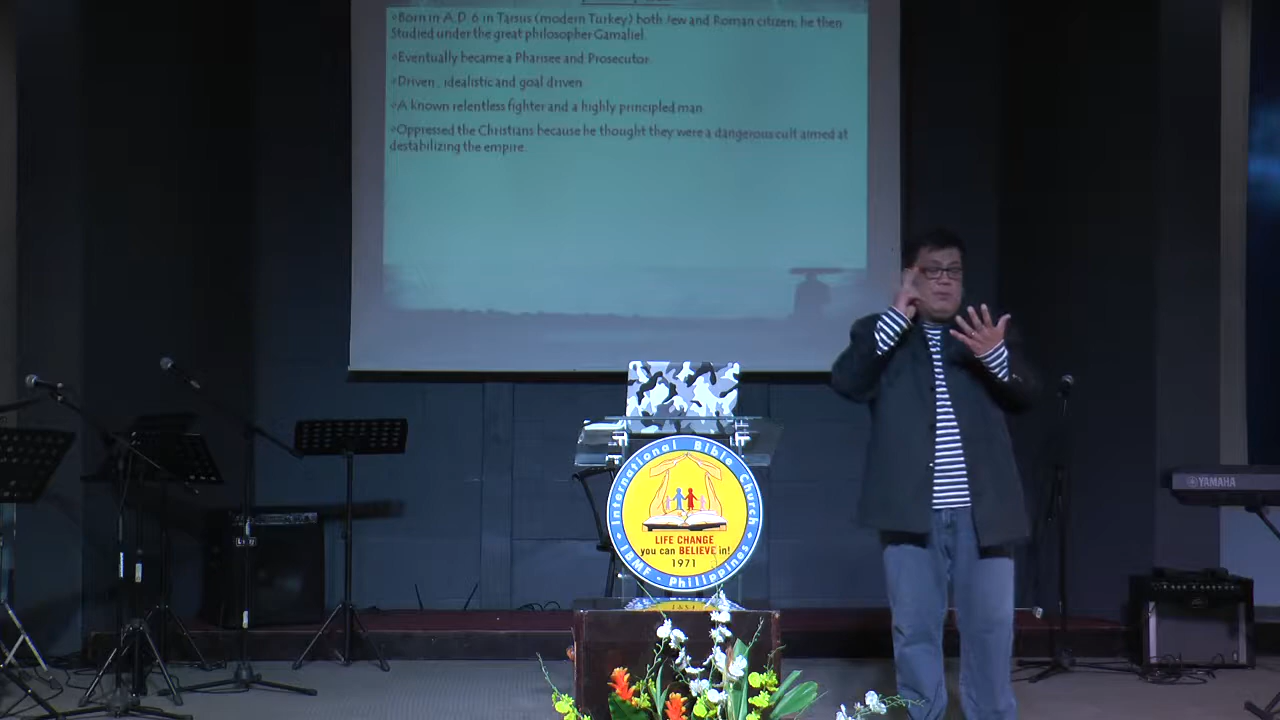 Born in A.D. 6 in Tarsus (modern Turkey) both Jew and Roman citizen; he then
Studied under the great philosopher Gamaliel.
Eventually became a Pharisee and Prosecutor
Driven , idealistic and goal driven
A known relentless fighter and a highly principled man
Oppressed the Christians because he thought they were a dangerous cult aimed at
destabilizing the empire.
International Bible Church
LIFE CHANGE
you can BELIEVE in!
1971
IBMF - Philippines
YAMAHA